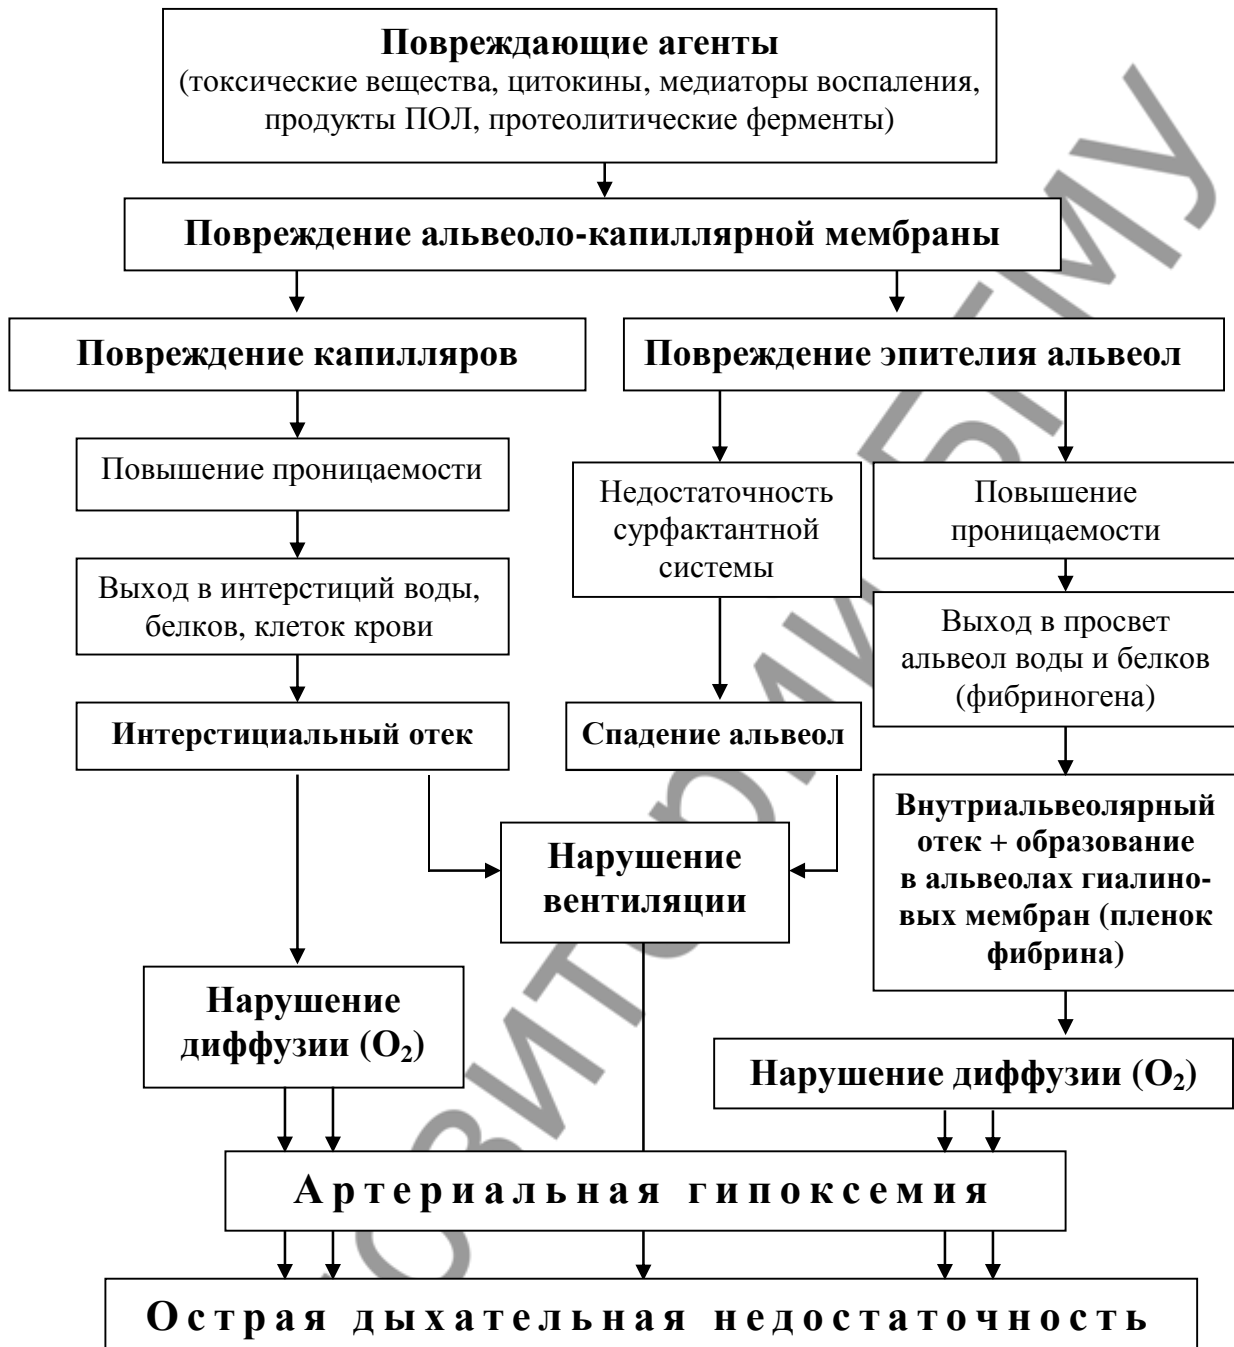 Повреждающие агенты
(токсические вещества, цитокины, медиаторы воспаления,
продукты ПОЛ, протеолитические ферменты)
Повреждение альвеоло-капиллярной мембраны
Повреждение капилляров
Повреждение эпителия альвеол
Повышение проницаемости
Недостаточность
сурфактантной
системы
Повышение
проницаемости
Выход в интерстиций воды,
белков, клеток крови
Выход в просвет
альвеол воды и белков
(фибриногена)
Интерстициальный отек
Спадение альвеол
Внутриальвеолярный
отек + образование
в альвеолах гиалино-
вых мембран (пленок
фибрина)
Нарушение
вентиляции
Нарушение
диффузии (O₂)
Нарушение диффузии (O₂)
Артериальная гипоксемия
Острая дыхательная недостаточность
БГМУ